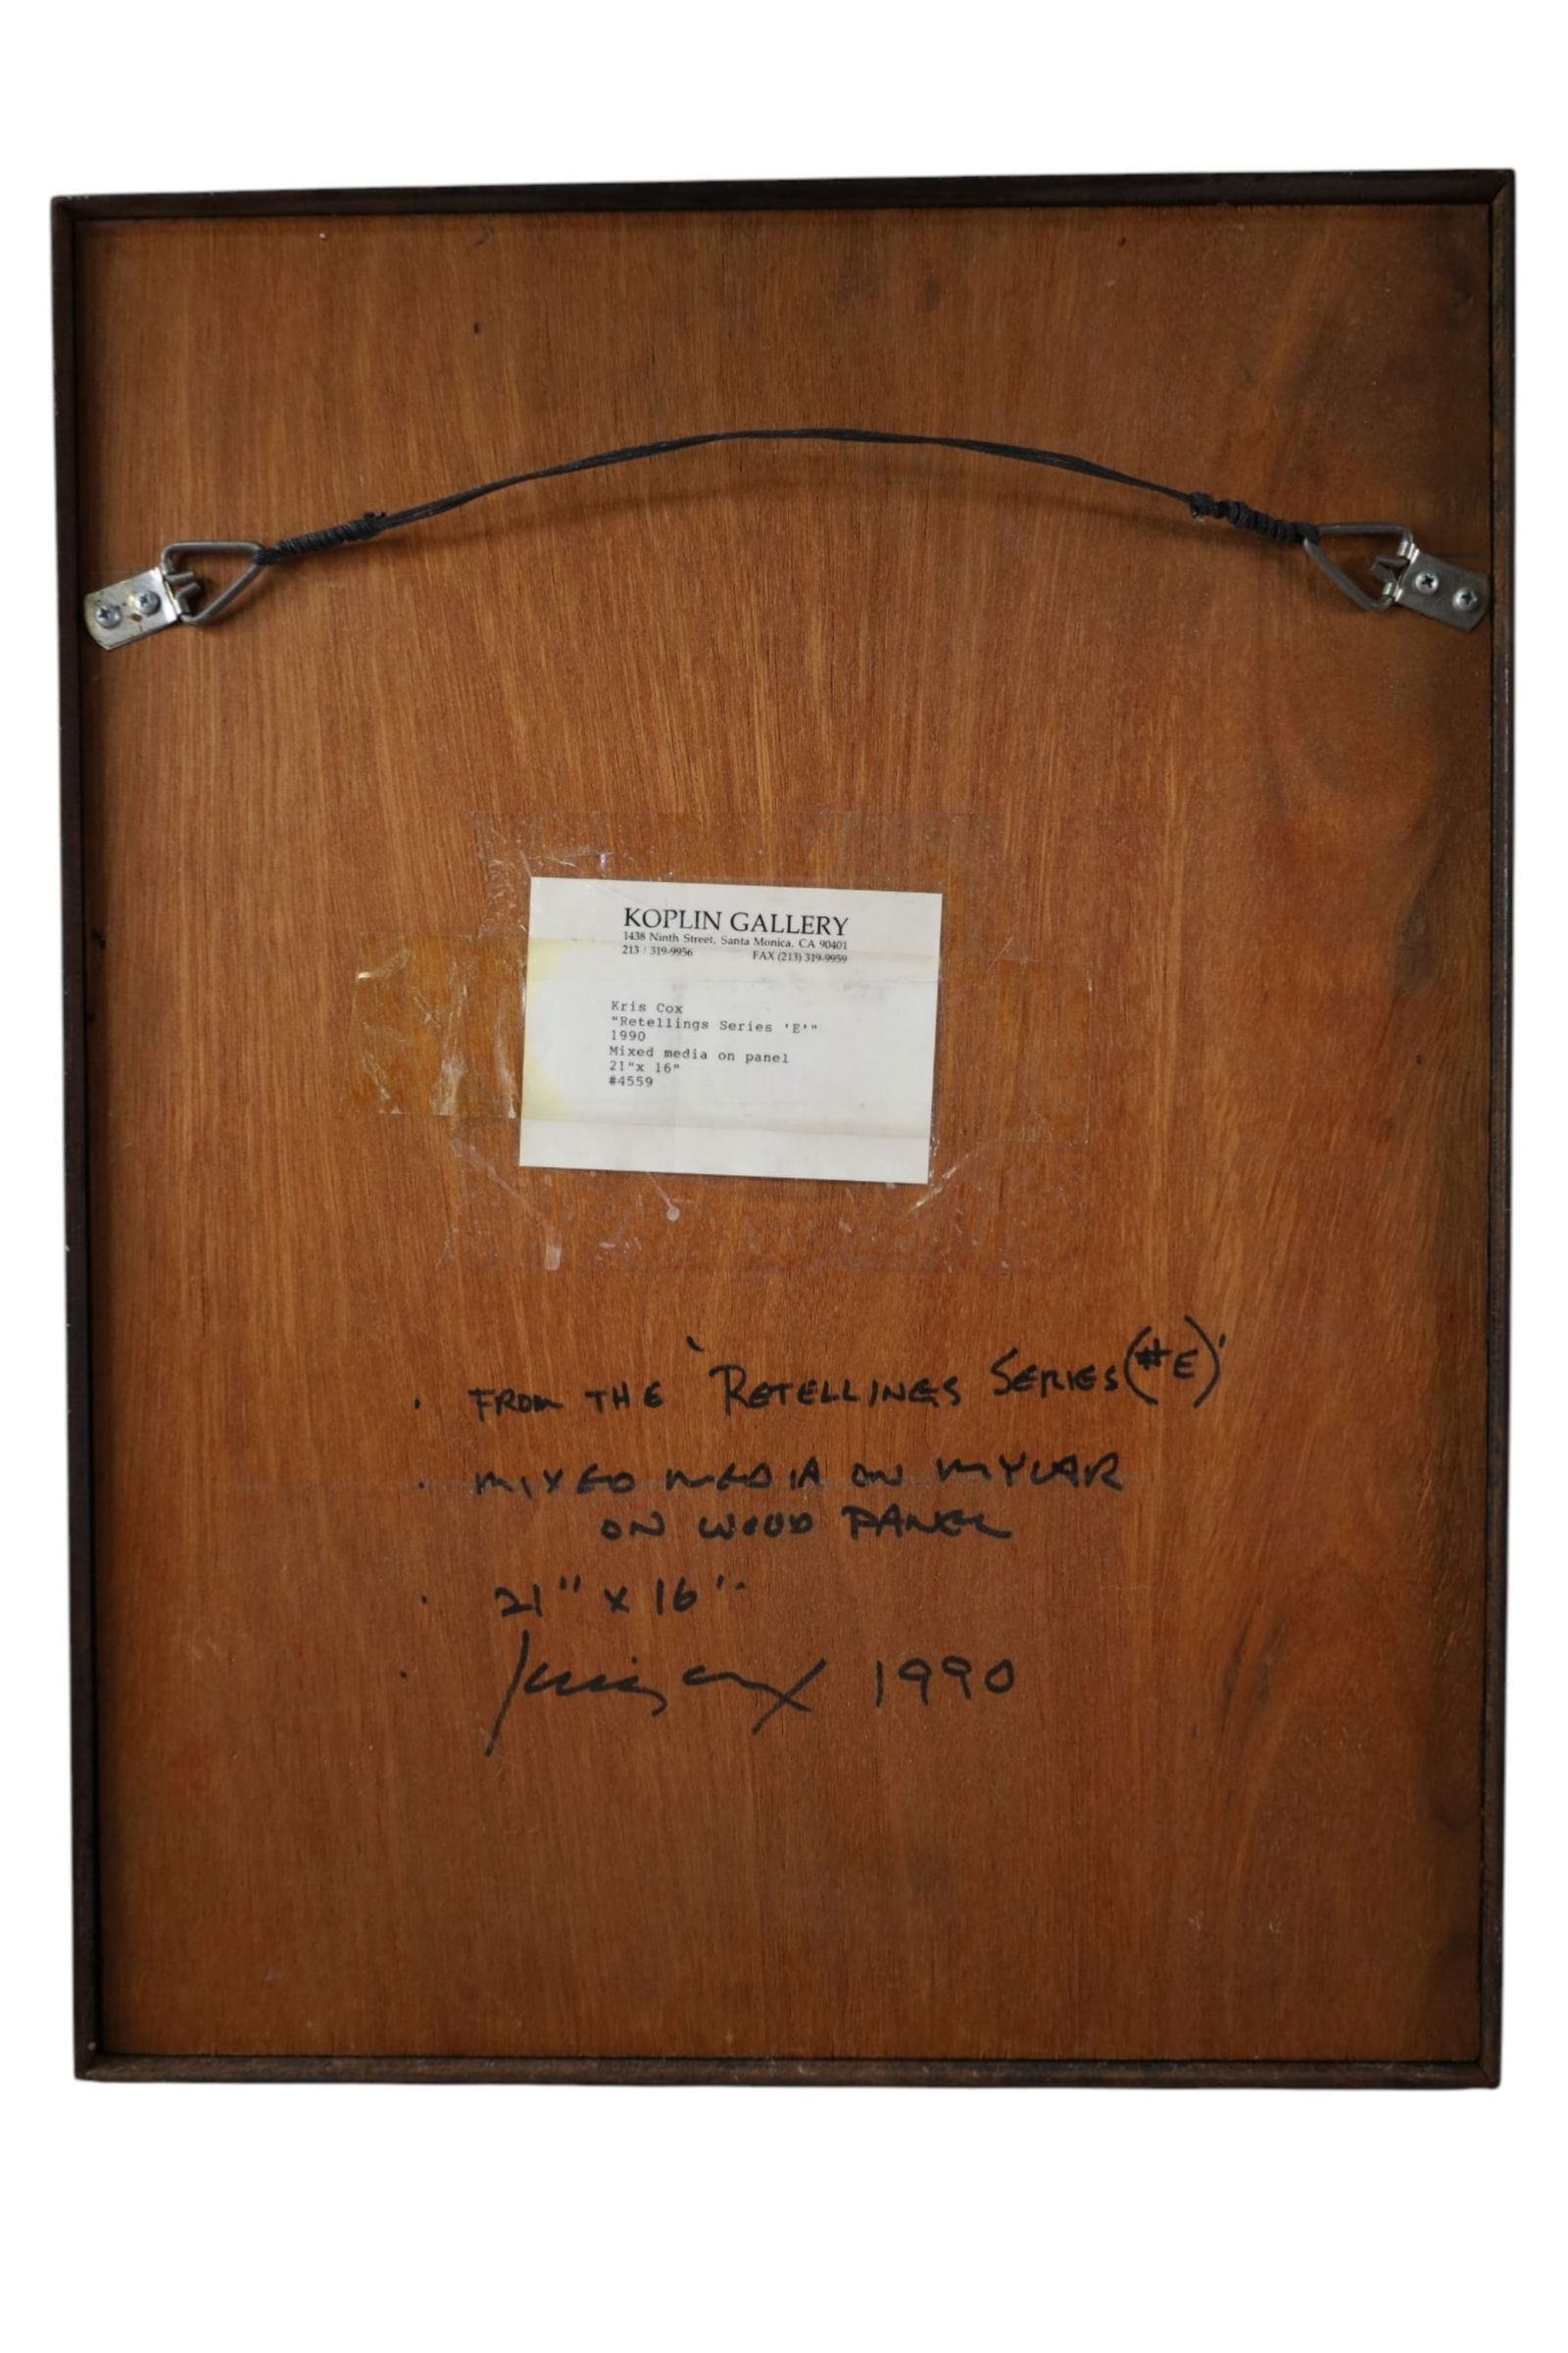 KOPLIN GALLERY
1438 Ninth Street, Santa Monica, CA 90401
213 / 319-9956 FAX (213) 319-9959
Kris Cox
"Retellings Series 'E'"
1990
Mixed media on panel
21"x 16"
#4559
· FROM THE 'RETELLINGS SERIES (#E)'
· MIXED MEDIA ON MYLAR
ON WOOD PANEL
· 21" x 16".
· Kris Cox 1990